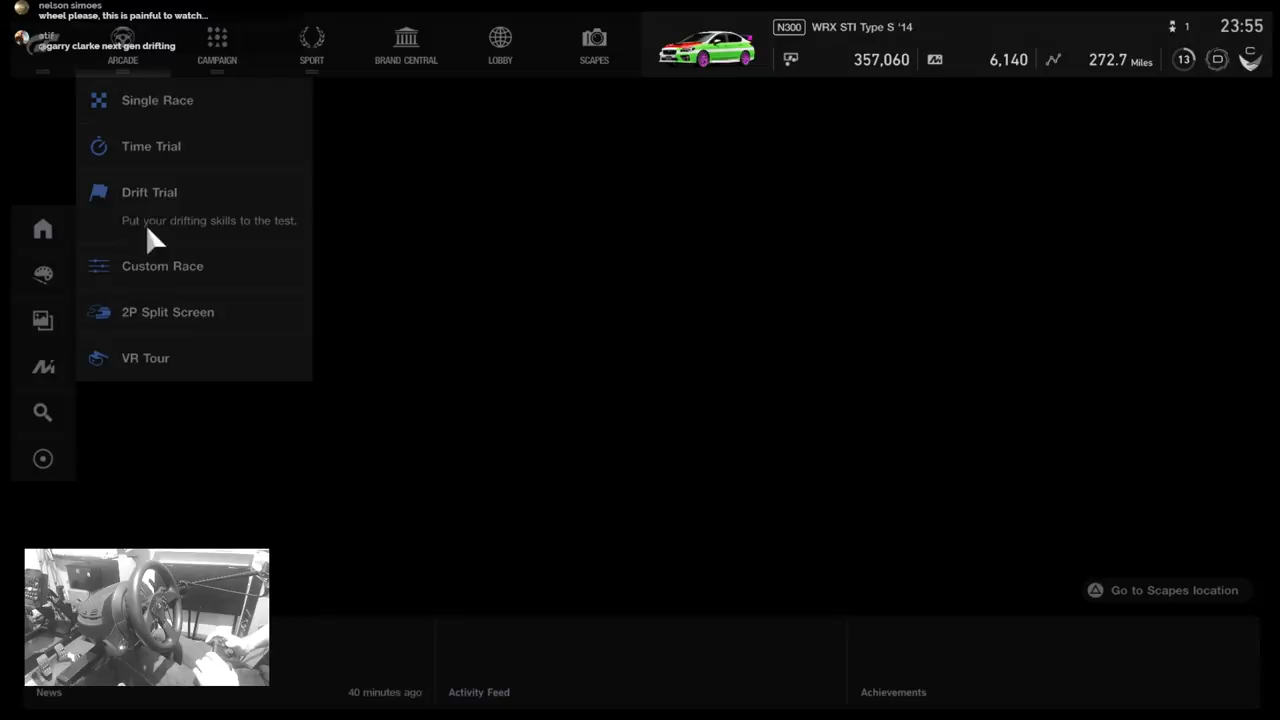 nelson simoes
wheel please, this is painful to watch...
atif
@garry clarke next gen drifting
ARCADE
CAMPAIGN
SPORT
BRAND CENTRAL
LOBBY
SCAPES
N300 WRX STI Type S '14
1
23:55
357,060
6,140
272.7 Miles
13
C
Single Race
Time Trial
Drift Trial
Put your drifting skills to the test.
Custom Race
2P Split Screen
VR Tour
Go to Scapes location
News
40 minutes ago
Activity Feed
Achievements